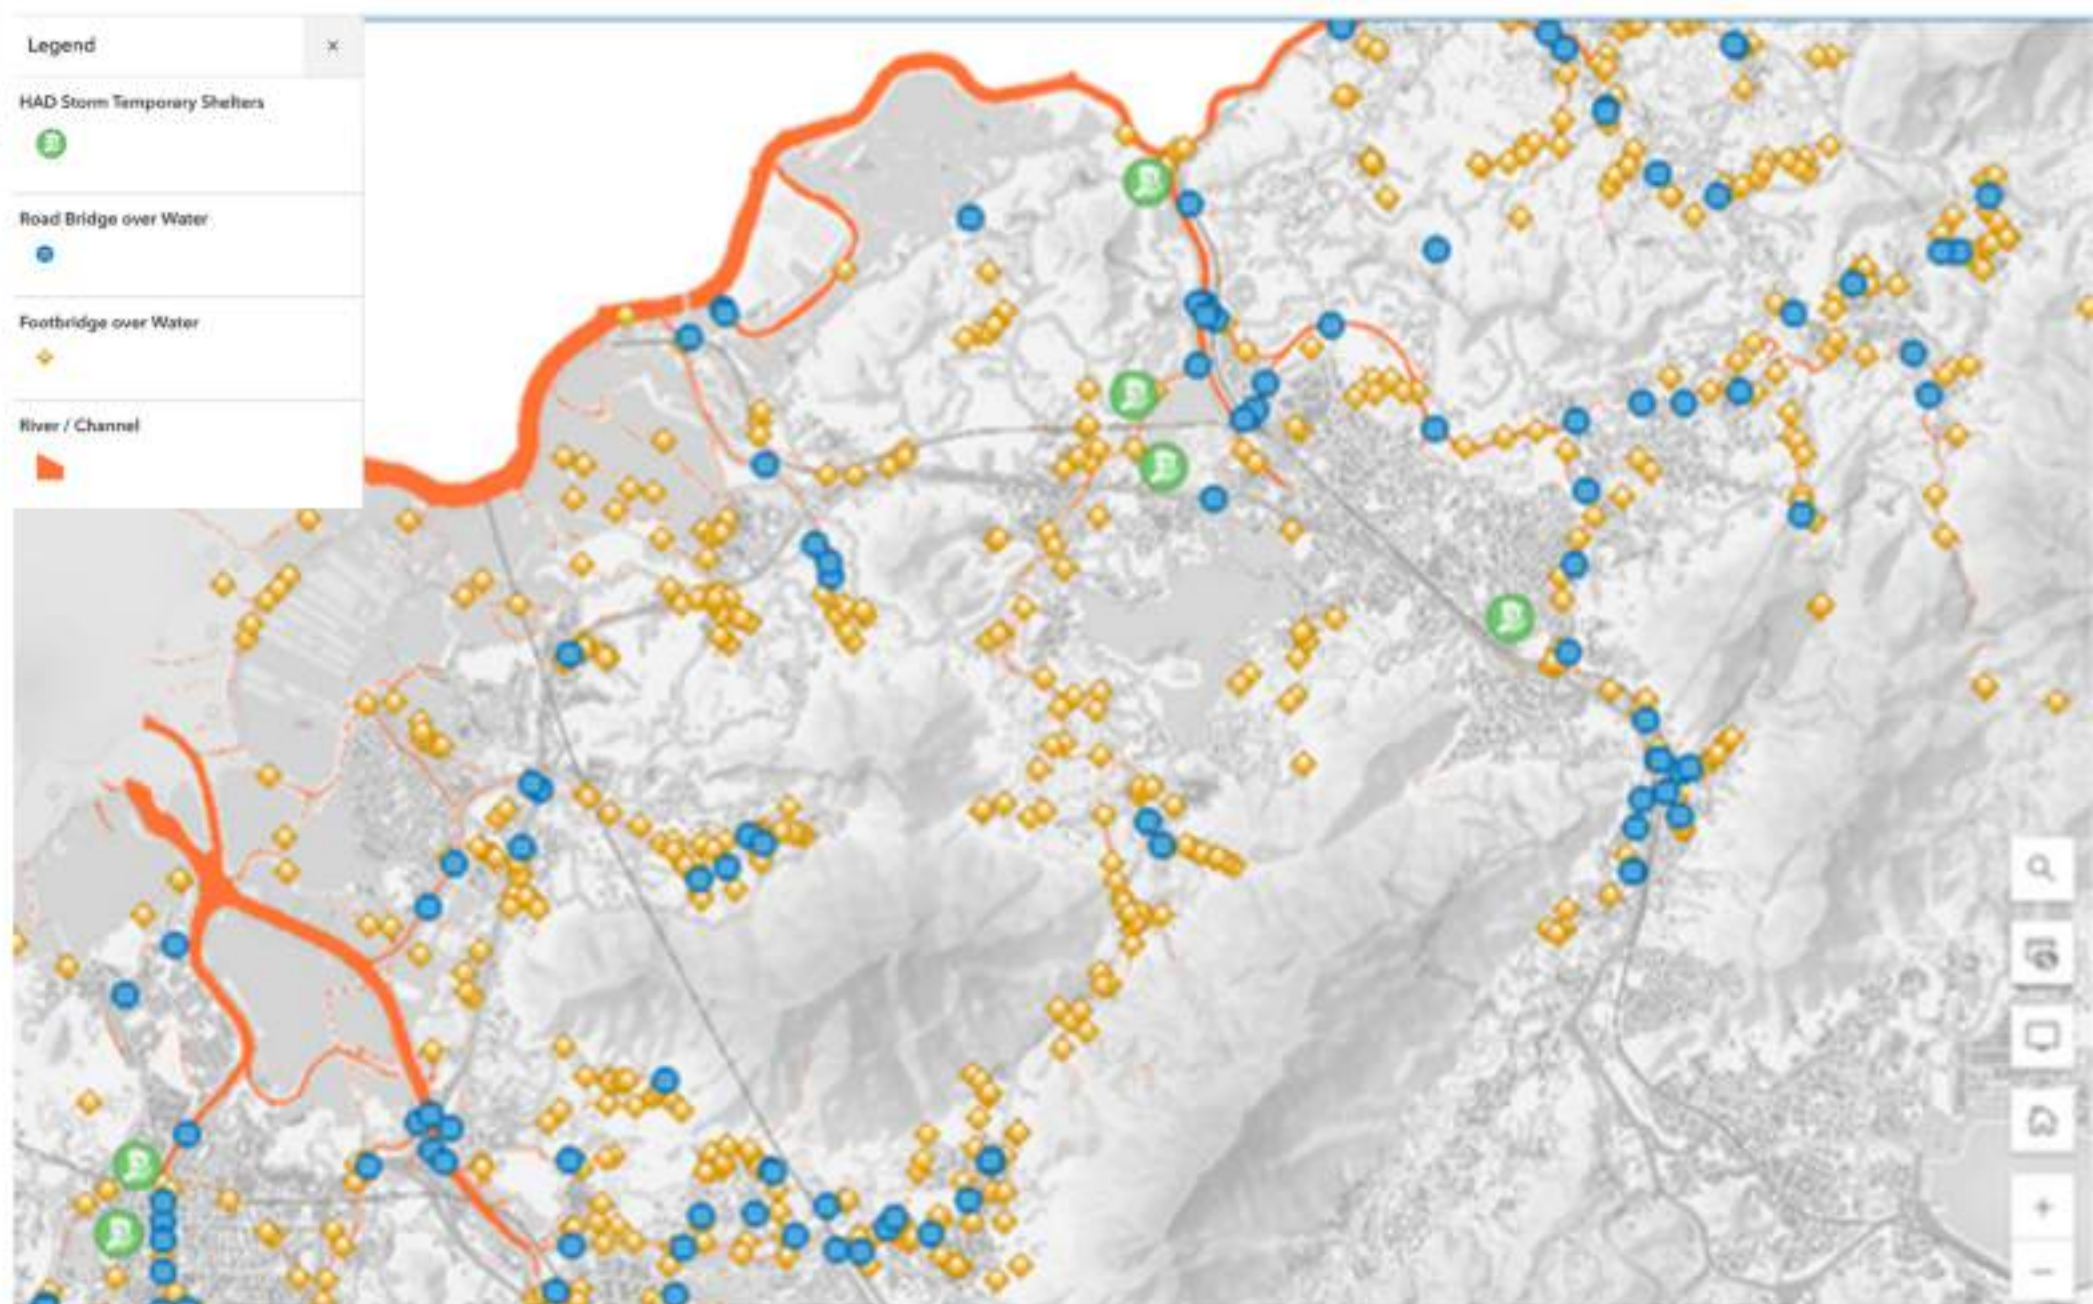 Legend ×
HAD Storm Temporary Shelters
Road Bridge over Water
Footbridge over Water
River / Channel
+
−